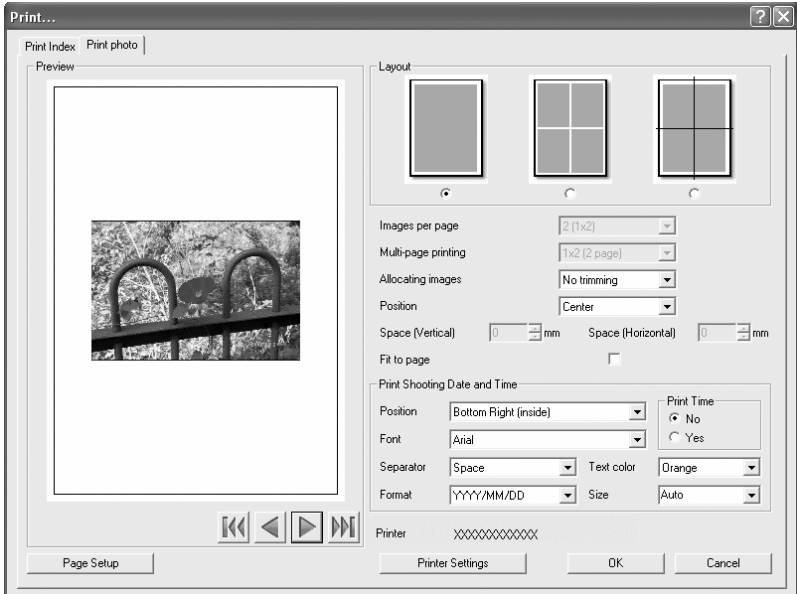 Print...
Print Index Print photo
Preview
Layout
Images per page 2 (1x2)
Multi-page printing 1x2 (2 page)
Allocating images No trimming
Position Center
Space (Vertical) 0 mm Space (Horizontal) 0 mm
Fit to page
Print Shooting Date and Time
Position Bottom Right (inside)
Print Time
No
Yes
Font Arial
Separator Space Text color Orange
Format YYYY/MM/DD Size Auto
Printer XXXXXXXXXXXX
Page Setup Printer Settings OK Cancel